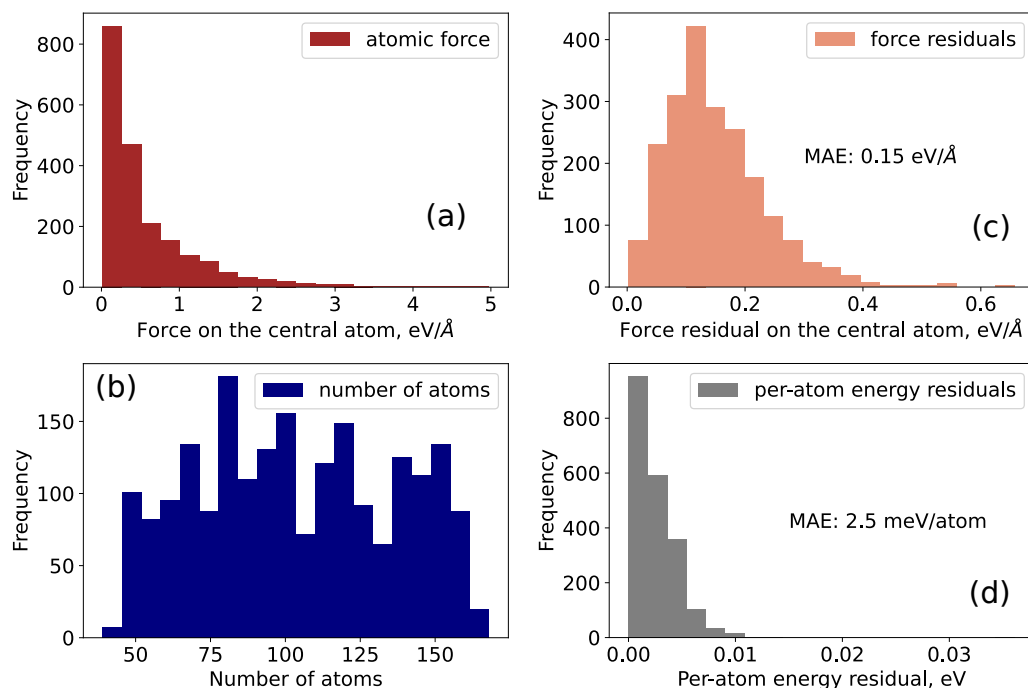 atomic force
800
600
400
200
0
Frequency
(a)
0 1 2 3 4 5
Force on the central atom, eV/Å
force residuals
400
300
200
100
0
Frequency
MAE: 0.15 eV/Å
(c)
0.0 0.2 0.4 0.6
Force residual on the central atom, eV/Å
(b)
number of atoms
150
100
50
0
Frequency
50 75 100 125 150
Number of atoms
per-atom energy residuals
800
600
400
200
0
Frequency
MAE: 2.5 meV/atom
(d)
0.00 0.01 0.02 0.03
Per-atom energy residual, eV